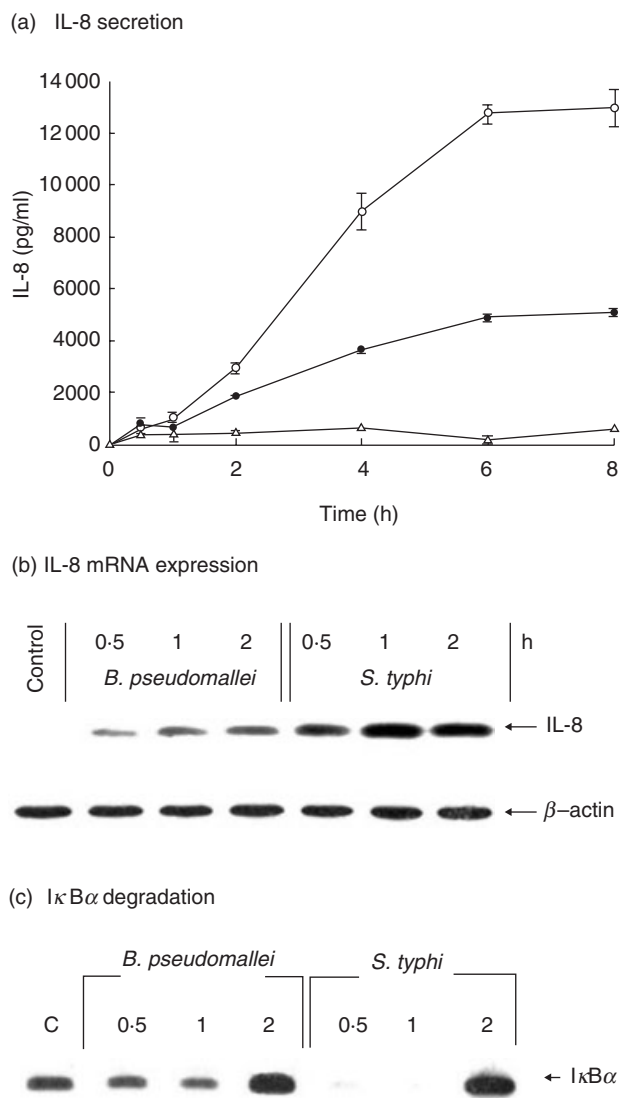 (a) IL-8 secretion
14 000
12 000
10 000
8000
6000
4000
2000
0
IL-8 (pg/ml)
0 2 4 6 8
Time (h)
(b) IL-8 mRNA expression
Control
0·5 1 2 0·5 1 2 h
B. pseudomallei S. typhi
IL-8
β–actin
(c) IκBα degradation
B. pseudomallei S. typhi
C 0·5 1 2 0·5 1 2
IκBα